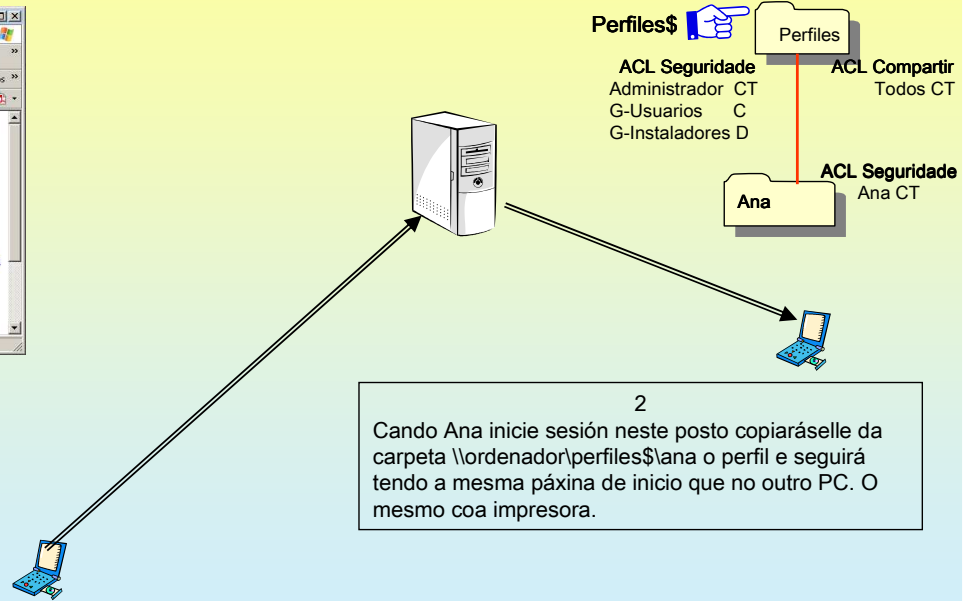 Perfiles$
Perfiles
ACL Seguridade
Administrador CT
G-Usuarios C
G-Instaladores D
ACL Compartir
Todos CT
ACL Seguridade
Ana CT
Ana
2
Cando Ana inicie sesión neste posto copiaráselle da
carpeta \\ordenador\perfiles$\ana o perfil e seguirá
tendo a mesma páxina de inicio que no outro PC. O
mesmo coa impresora.